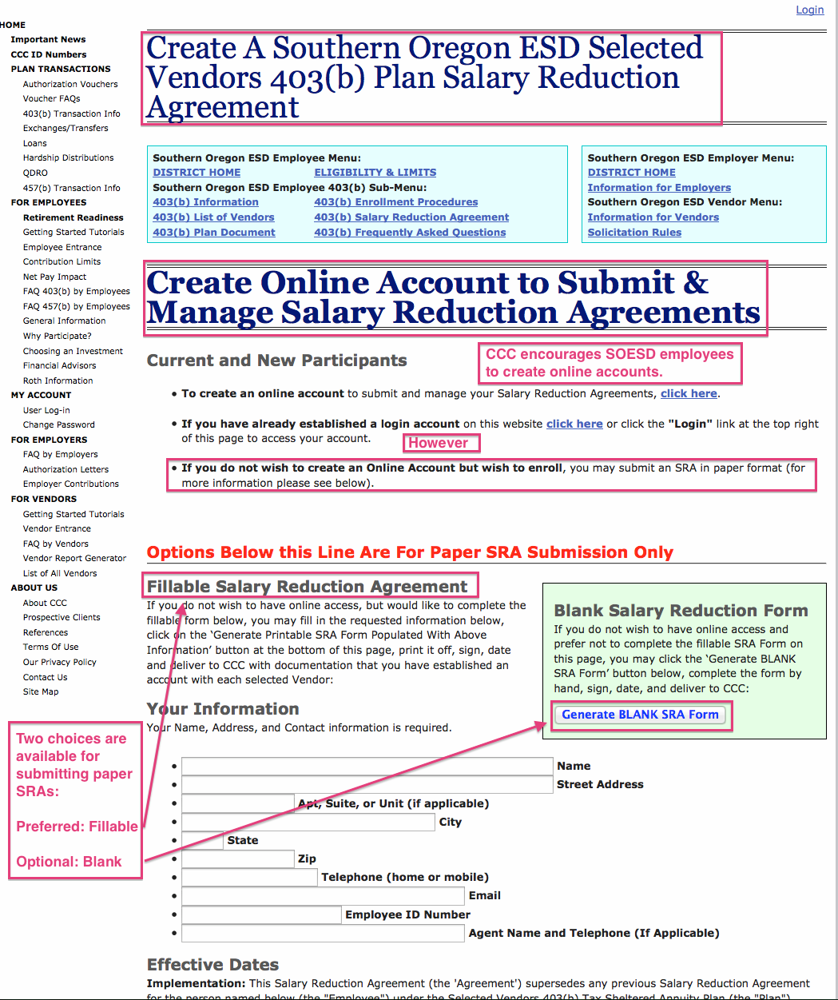 Login
HOME
Important News
CCC ID Numbers
PLAN TRANSACTIONS
Authorization Vouchers
Voucher FAQs
403(b) Transaction Info
Exchanges/Transfers
Loans
Hardship Distributions
QDRO
457(b) Transaction Info
FOR EMPLOYEES
Retirement Readiness
Getting Started Tutorials
Employee Entrance
Contribution Limits
Net Pay Impact
FAQ 403(b) by Employees
FAQ 457(b) by Employees
General Information
Why Participate?
Choosing an Investment
Financial Advisors
Roth Information
MY ACCOUNT
User Log-in
Change Password
FOR EMPLOYERS
FAQ by Employers
Authorization Letters
Employer Contributions
FOR VENDORS
Getting Started Tutorials
Vendor Entrance
FAQ by Vendors
Vendor Report Generator
List of All Vendors
ABOUT US
About CCC
Prospective Clients
References
Terms Of Use
Our Privacy Policy
Contact Us
Site Map
Create A Southern Oregon ESD Selected
Vendors 403(b) Plan Salary Reduction
Agreement
Southern Oregon ESD Employee Menu:
DISTRICT HOME ELIGIBILITY & LIMITS
Southern Oregon ESD Employee 403(b) Sub-Menu:
403(b) Information 403(b) Enrollment Procedures
403(b) List of Vendors 403(b) Salary Reduction Agreement
403(b) Plan Document 403(b) Frequently Asked Questions
Southern Oregon ESD Employer Menu:
DISTRICT HOME
Information for Employers
Southern Oregon ESD Vendor Menu:
Information for Vendors
Solicitation Rules
Create Online Account to Submit &
Manage Salary Reduction Agreements
Current and New Participants
CCC encourages SOESD employees
to create online accounts.
• To create an online account to submit and manage your Salary Reduction Agreements, click here.
• If you have already established a login account on this website click here or click the "Login" link at the top right
of this page to access your account.
However
• If you do not wish to create an Online Account but wish to enroll, you may submit an SRA in paper format (for
more information please see below).
Options Below this Line Are For Paper SRA Submission Only
Fillable Salary Reduction Agreement
If you do not wish to have online access, but would like to complete the
fillable form below, you may fill in the requested information below,
click on the ‘Generate Printable SRA Form Populated With Above
Information’ button at the bottom of this page, print it off, sign, date
and deliver to CCC with documentation that you have established an
account with each selected Vendor:
Blank Salary Reduction Form
If you do not wish to have online access and
prefer not to complete the fillable SRA Form on
this page, you may click the ‘Generate BLANK
SRA Form’ button below, complete the form by
hand, sign, date, and deliver to CCC:
Generate BLANK SRA Form
Your Information
Your Name, Address, and Contact information is required.
Two choices are
available for
submitting paper
SRAs:
Preferred: Fillable
Optional: Blank
• Name
• Street Address
• Apt, Suite, or Unit (if applicable)
• City
• State
• Zip
• Telephone (home or mobile)
• Email
• Employee ID Number
• Agent Name and Telephone (If Applicable)
Effective Dates
Implementation: This Salary Reduction Agreement (the 'Agreement') supersedes any previous Salary Reduction Agreement
for the person named below (the "Employee") under the Selected Vendors 403(b) Tax Sheltered Annuity Plan (the "Plan")